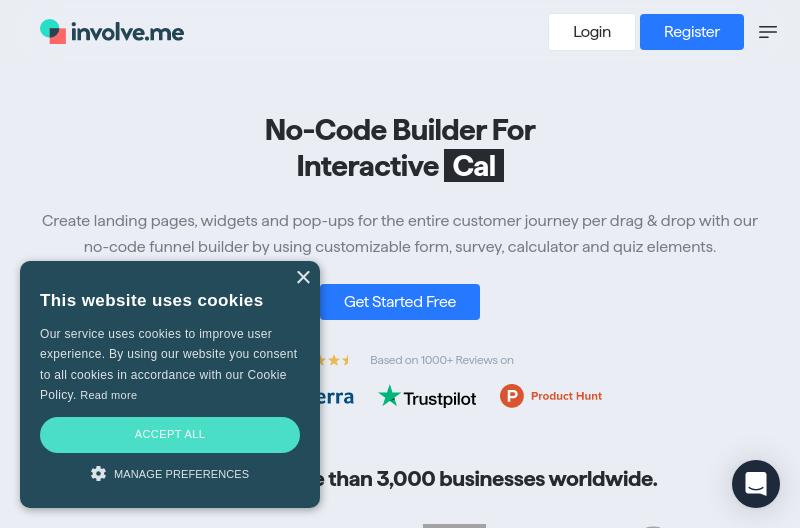 involve.me
Login
Register
No-Code Builder For
Interactive Cal
Create landing pages, widgets and pop-ups for the entire customer journey per drag & drop with our
no-code funnel builder by using customizable form, survey, calculator and quiz elements.
Get Started Free
Based on 1000+ Reviews on
Trustpilot
P Product Hunt
than 3,000 businesses worldwide.
×
This website uses cookies
Our service uses cookies to improve user
experience. By using our website you consent
to all cookies in accordance with our Cookie
Policy. Read more
ACCEPT ALL
MANAGE PREFERENCES